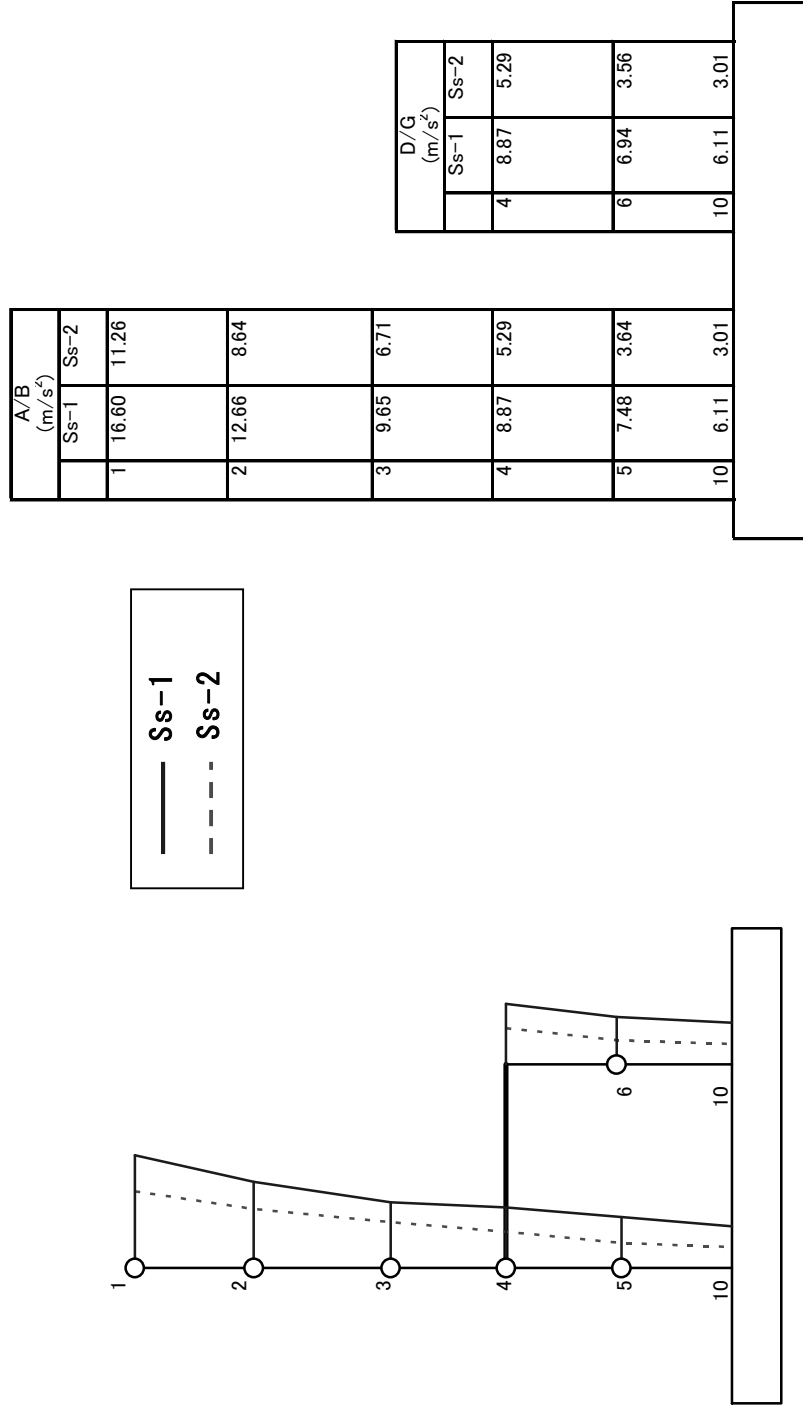 1
2
3
4
5
10
6
10
Ss-1
Ss-2
A/B
(m/s²)
Ss-1 Ss-2
1 16.60 11.26
2 12.66 8.64
3 9.65 6.71
4 8.87 5.29
5 7.48 3.64
10 6.11 3.01
D/G
(m/s²)
Ss-1 Ss-2
4 8.87 5.29
6 6.94 3.56
10 6.11 3.01